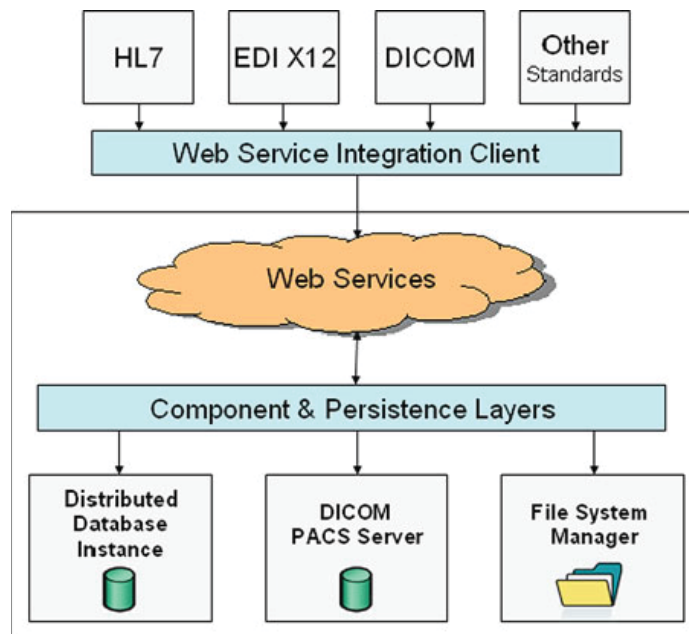 HL7
EDI X12
DICOM
Other
Standards
Web Service Integration Client
Web Services
Component & Persistence Layers
Distributed
Database
Instance
DICOM
PACS Server
File System
Manager